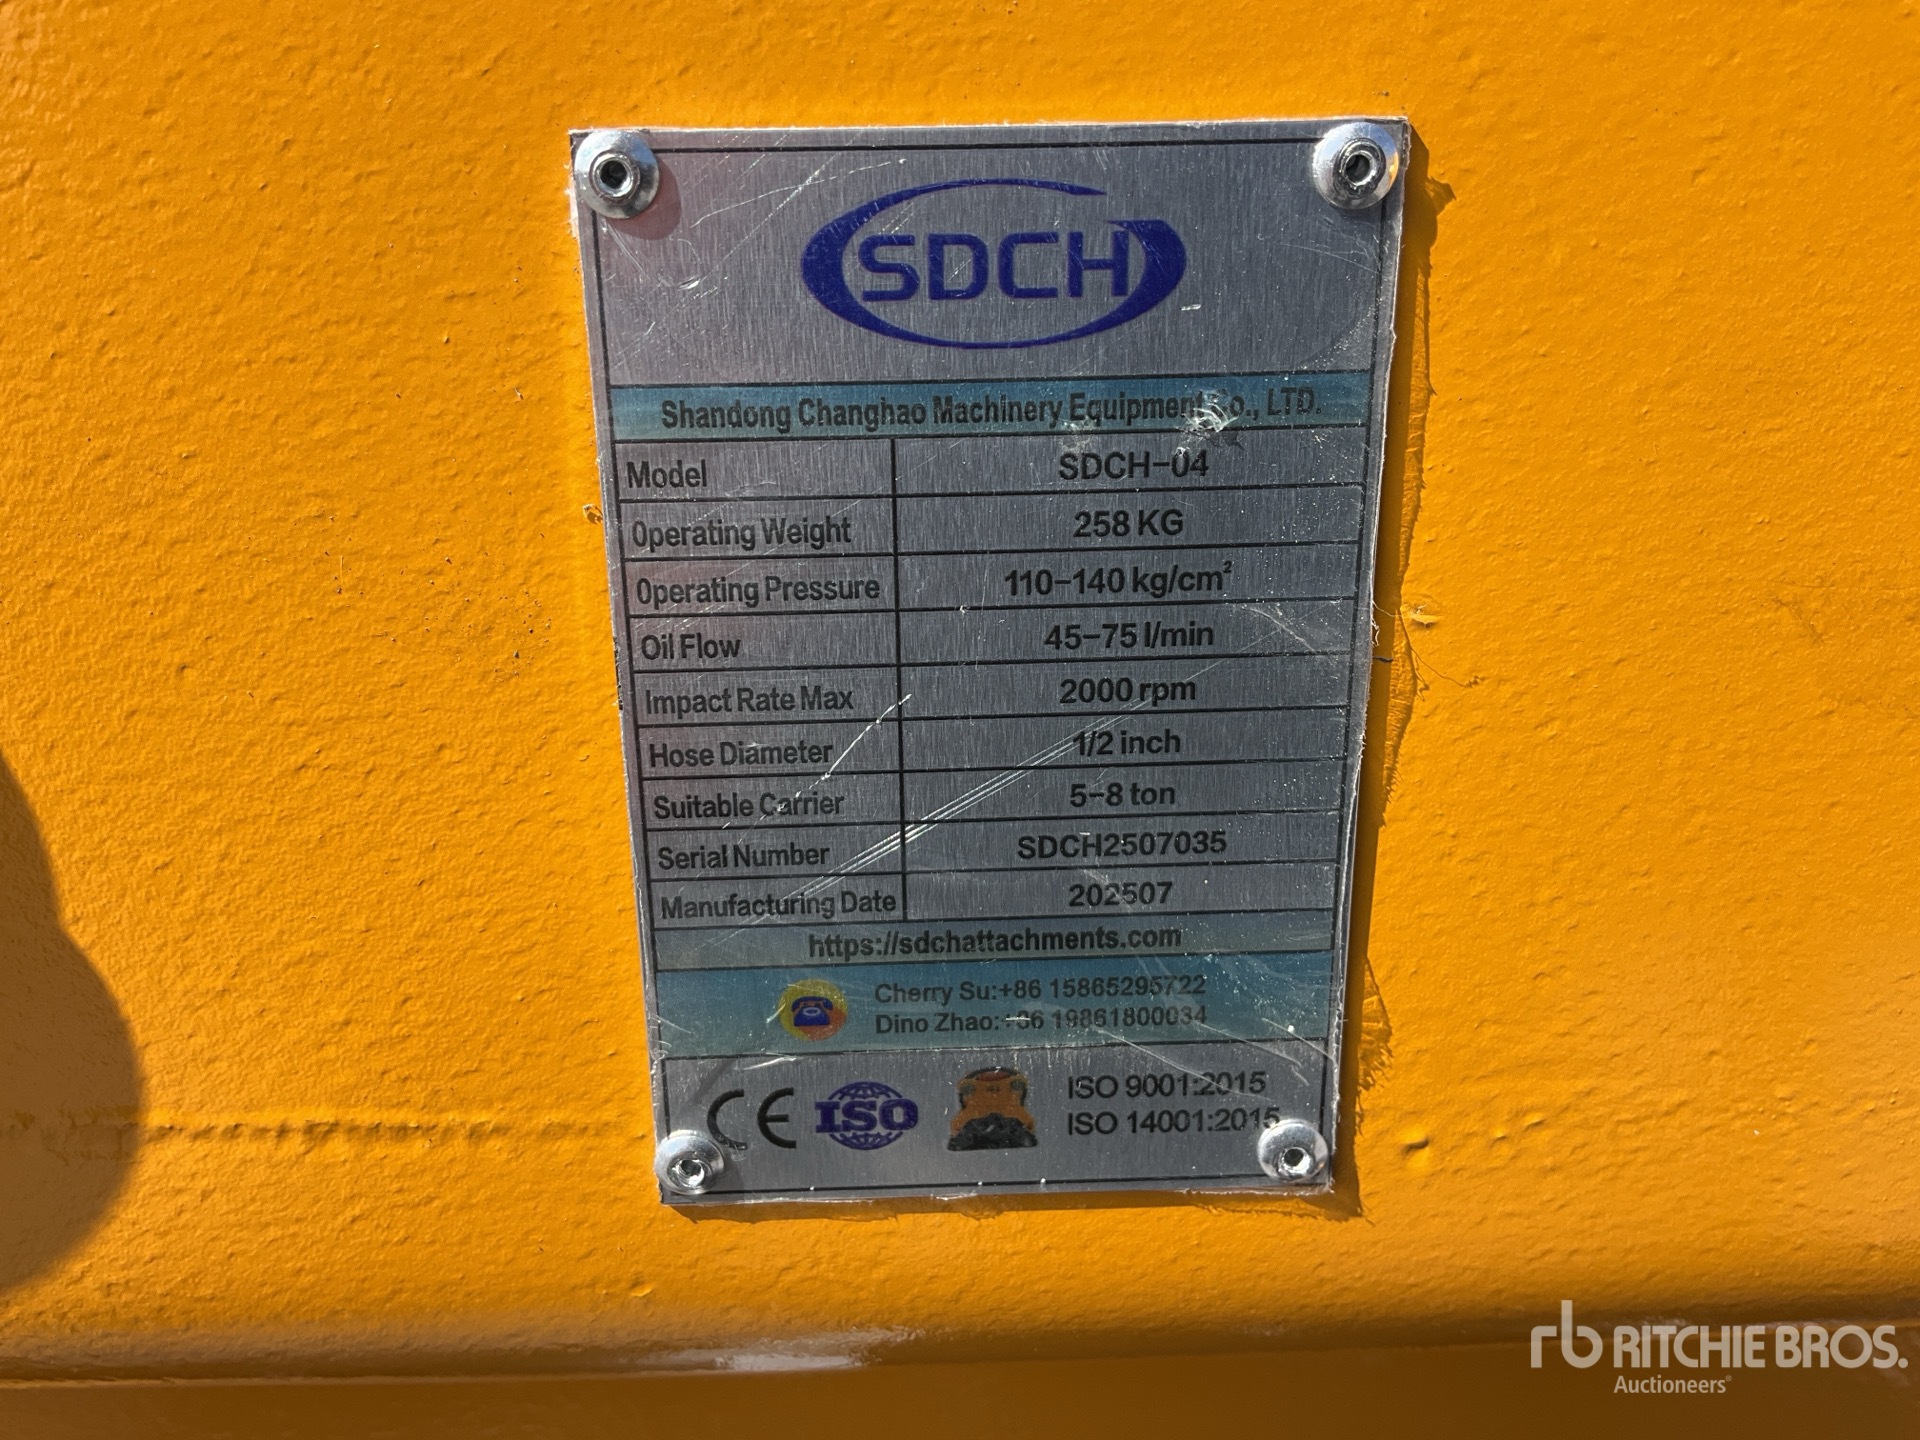 SDCH
Shandong Changhao Machinery Equipment Co., LTD.
Model SDCH-04
Operating Weight 258 KG
Operating Pressure 110-140 kg/cm²
Oil Flow 45-75 l/min
Impact Rate Max 2000 rpm
Hose Diameter 1/2 inch
Suitable Carrier 5-8 ton
Serial Number SDCH2507035
Manufacturing Date 202507
https://sdchattachments.com
Cherry Su:+86 15865295722
Dino Zhao:+86 19861800034
CE ISO ISO 9001:2015
ISO 14001:2015
rb RITCHIE BROS.
Auctioneers®